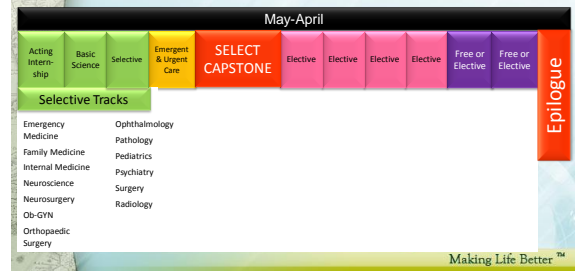 May-April
Acting
Intern-
ship
Basic
Science
Selective
Emergent
& Urgent
Care
SELECT
CAPSTONE
Elective
Elective
Elective
Elective
Free or
Elective
Free or
Elective
Epilogue
Selective Tracks
Emergency
Medicine
Family Medicine
Internal Medicine
Neuroscience
Neurosurgery
Ob-GYN
Orthopaedic
Surgery
Ophthalmology
Pathology
Pediatrics
Psychiatry
Surgery
Radiology
Making Life Better ™